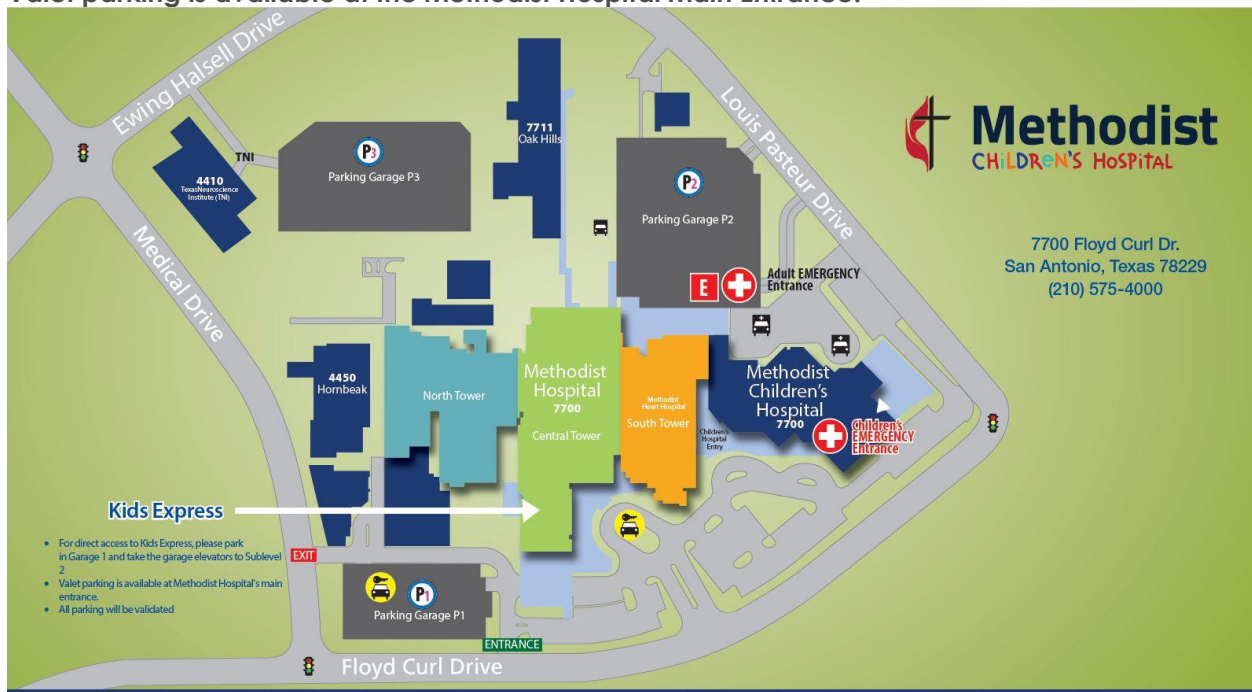 Valet parking is available at the Methodist Hospital Main Entrance.
Ewing Halsell Drive
Louis Pasteur Drive
Medical Drive
Floyd Curl Drive
Methodist
CHiLDReN'S HOSPITAL
7700 Floyd Curl Dr.
San Antonio, Texas 78229
(210) 575-4000
TNI
4410
TexasNeuroscience
Institute (TNI)
P3
Parking Garage P3
7711
Oak Hills
P2
Parking Garage P2
E
Adult EMERGENCY
Entrance
4450
Hornbeak
North Tower
Methodist
Hospital
7700
Central Tower
Methodist
Heart Hospital
South Tower
Children's
Hospital
Entry
Methodist
Children's
Hospital
7700
Children's
EMERGENCY
Entrance
Kids Express
• For direct access to Kids Express, please park
in Garage 1 and take the garage elevators to Sublevel
2
• Valet parking is available at Methodist Hospital's main
entrance.
• All parking will be validated
EXIT
P1
Parking Garage P1
ENTRANCE